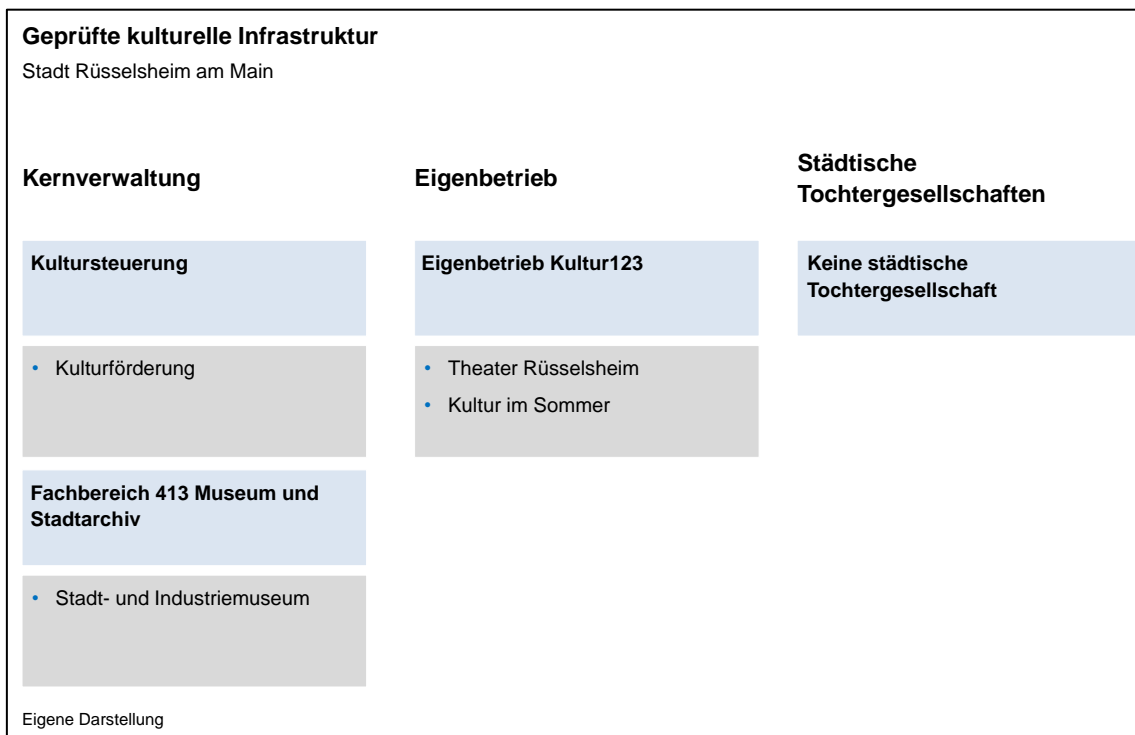 Geprüfte kulturelle Infrastruktur
Stadt Rüsselsheim am Main
Kernverwaltung
Eigenbetrieb
Städtische
Tochtergesellschaften
Kultursteuerung
Eigenbetrieb Kultur123
Keine städtische
Tochtergesellschaft
• Kulturförderung
• Theater Rüsselsheim
• Kultur im Sommer
Fachbereich 413 Museum und
Stadtarchiv
• Stadt- und Industriemuseum
Eigene Darstellung